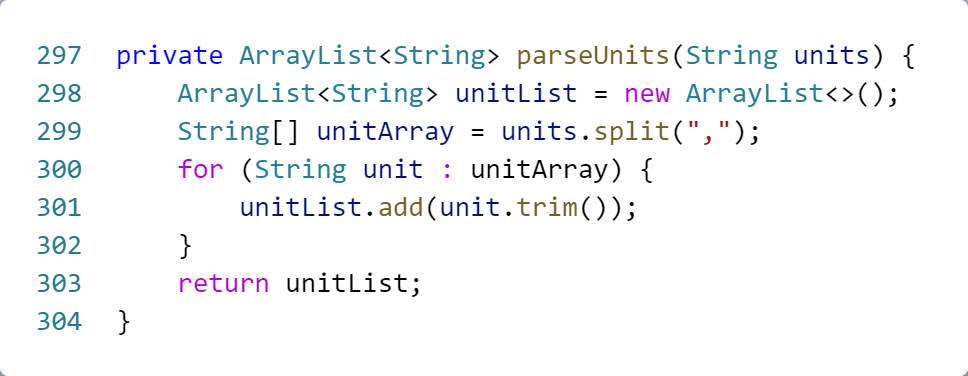 297 private ArrayList<String> parseUnits(String units) {
298     ArrayList<String> unitList = new ArrayList<>();
299     String[] unitArray = units.split(",");
300     for (String unit : unitArray) {
301         unitList.add(unit.trim());
302     }
303     return unitList;
304 }